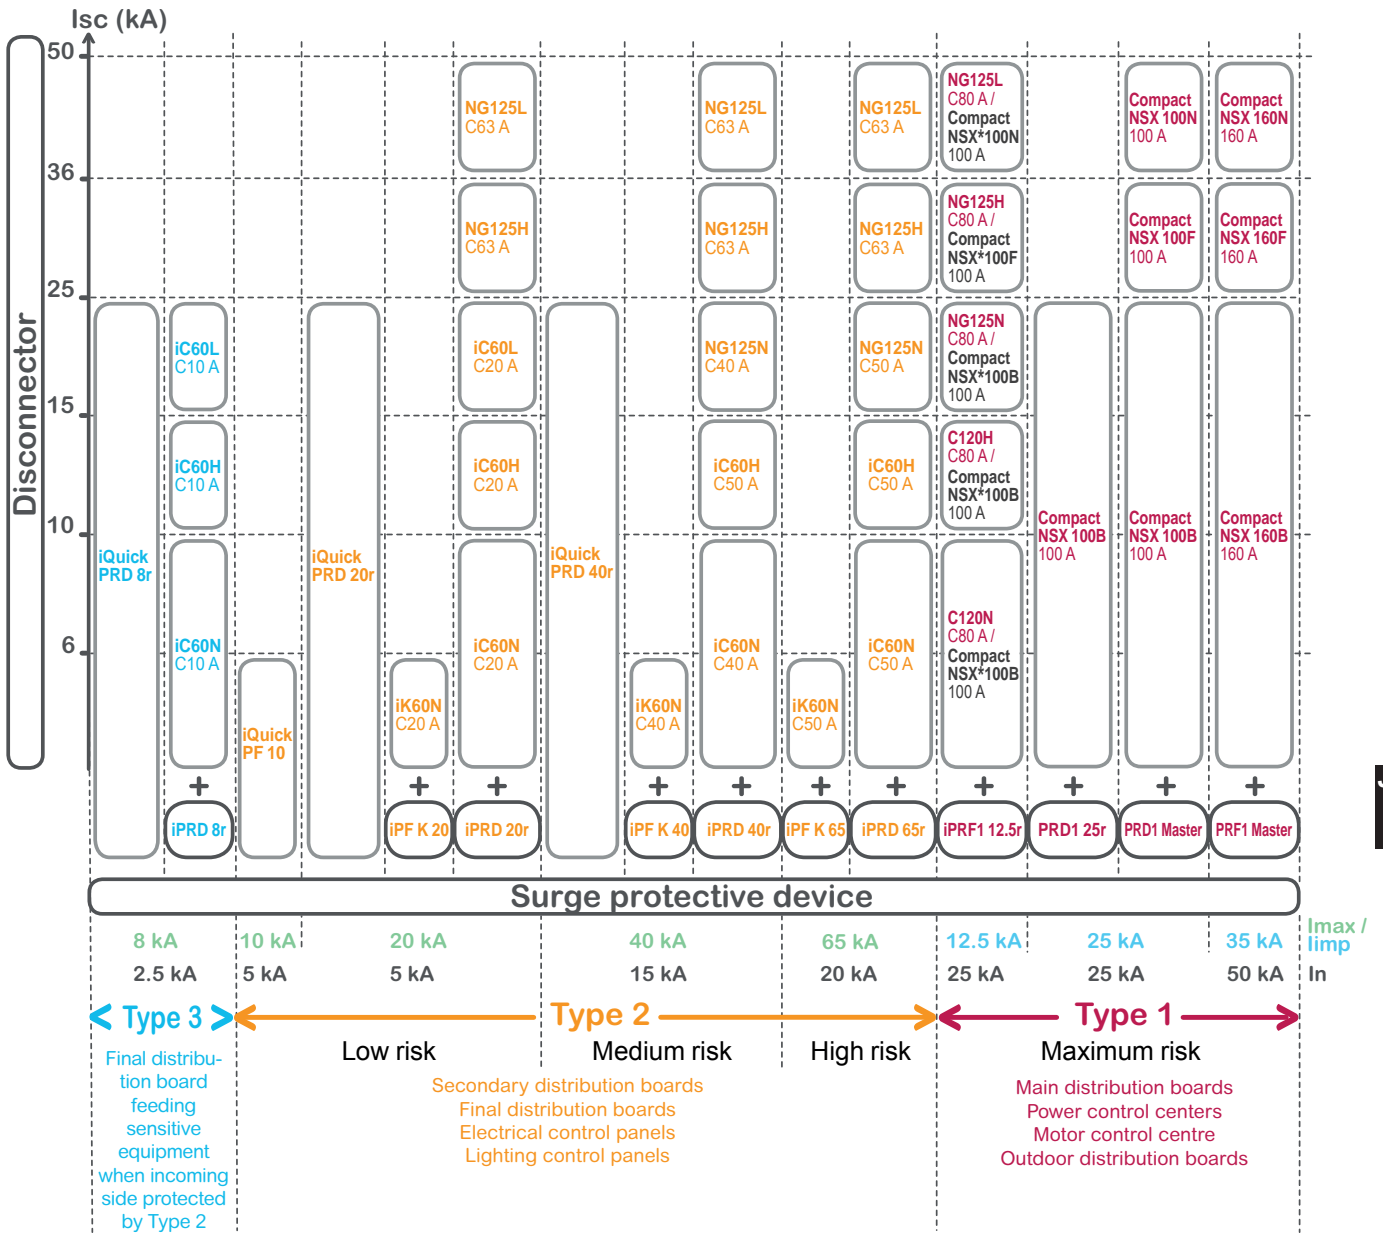 Isc (kA)
50
36
25
15
10
6
Disconnector
NG125L
C63 A
NG125L
C63 A
NG125L
C63 A
NG125L
C80 A /
Compact
NSX*100N
100 A
Compact
NSX 100N
100 A
Compact
NSX 160N
160 A
NG125H
C63 A
NG125H
C63 A
NG125H
C63 A
NG125H
C80 A /
Compact
NSX*100F
100 A
Compact
NSX 100F
100 A
Compact
NSX 160F
160 A
iC60L
C10 A
iC60L
C20 A
NG125N
C40 A
NG125N
C50 A
NG125N
C80 A /
Compact
NSX*100B
100 A
iC60H
C10 A
iC60H
C20 A
iC60H
C50 A
iC60H
C50 A
C120H
C80 A /
Compact
NSX*100B
100 A
iQuick
PRD 8r
iQuick
PRD 20r
iQuick
PRD 40r
Compact
NSX 100B
100 A
Compact
NSX 100B
100 A
Compact
NSX 160B
160 A
iC60N
C10 A
iC60N
C20 A
iC60N
C40 A
iC60N
C50 A
C120N
C80 A /
Compact
NSX*100B
100 A
iQuick
PF 10
iK60N
C20 A
iK60N
C40 A
iK60N
C50 A
+ + + + + + + + + +
iPRD 8r iPF K 20 iPRD 20r iPF K 40 iPRD 40r iPF K 65 iPRD 65r iPRF1 12.5r PRD1 25r PRD1 Master PRF1 Master
Surge protective device
8 kA 10 kA 20 kA 40 kA 65 kA 12.5 kA 25 kA 35 kA Imax /
Iimp
2.5 kA 5 kA 5 kA 15 kA 20 kA 25 kA 25 kA 50 kA In
Type 3 Type 2 Type 1
Low risk Medium risk High risk Maximum risk
Final distribu-
tion board
feeding
sensitive
equipment
when incoming
side protected
by Type 2
Secondary distribution boards
Final distribution boards
Electrical control panels
Lighting control panels
Main distribution boards
Power control centers
Motor control centre
Outdoor distribution boards